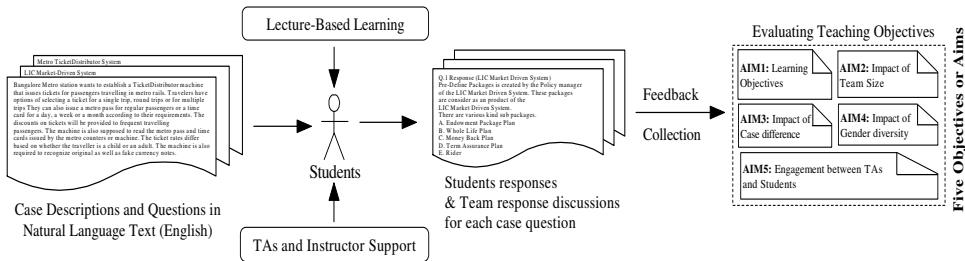 Lecture-Based Learning
Metro TicketDistributor System
LIC Market-Driven System
Bangalore Metro station wants to establish a TicketDistributor machine
that issues tickets for passengers travelling in metro rails. Travelers have
options of selecting a ticket for a single trip, round trips or for multiple
trips They can also issue a metro pass for regular passengers or a time
card for a day, a week or a month according to their requirements. The
discounts on tickets will be provided to frequent travelling
passengers. The machine is also supposed to read the metro pass and time
cards issued by the metro counters or machine. The ticket rates differ
based on whether the traveller is a child or an adult. The machine is also
required to recognize original as well as fake currency notes.
Case Descriptions and Questions in
Natural Language Text (English)
Students
TAs and Instructor Support
Q.1 Response (LIC Market Driven System)
Pre-Define Packages is created by the Policy manager
of the LIC Market Driven System. These packages
are consider as an product of the
LIC Market Driven System.
There are various kind sub packages.
A. Endowment Package Plan
B. Whole Life Plan
C. Money Back Plan
D. Term Assurance Plan
E. Rider
Students responses
& Team response discussions
for each case question
Feedback
Collection
Evaluating Teaching Objectives
AIM1: Learning
Objectives
AIM2: Impact of
Team Size
AIM3: Impact of
Case difference
AIM4: Impact of
Gender diversity
AIM5: Engagement between TAs
and Students
Five Objectives or Aims